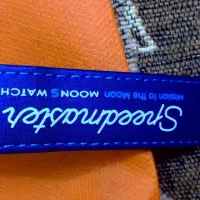 Speedmaster
Mission to the Moon
MOONSWATCH